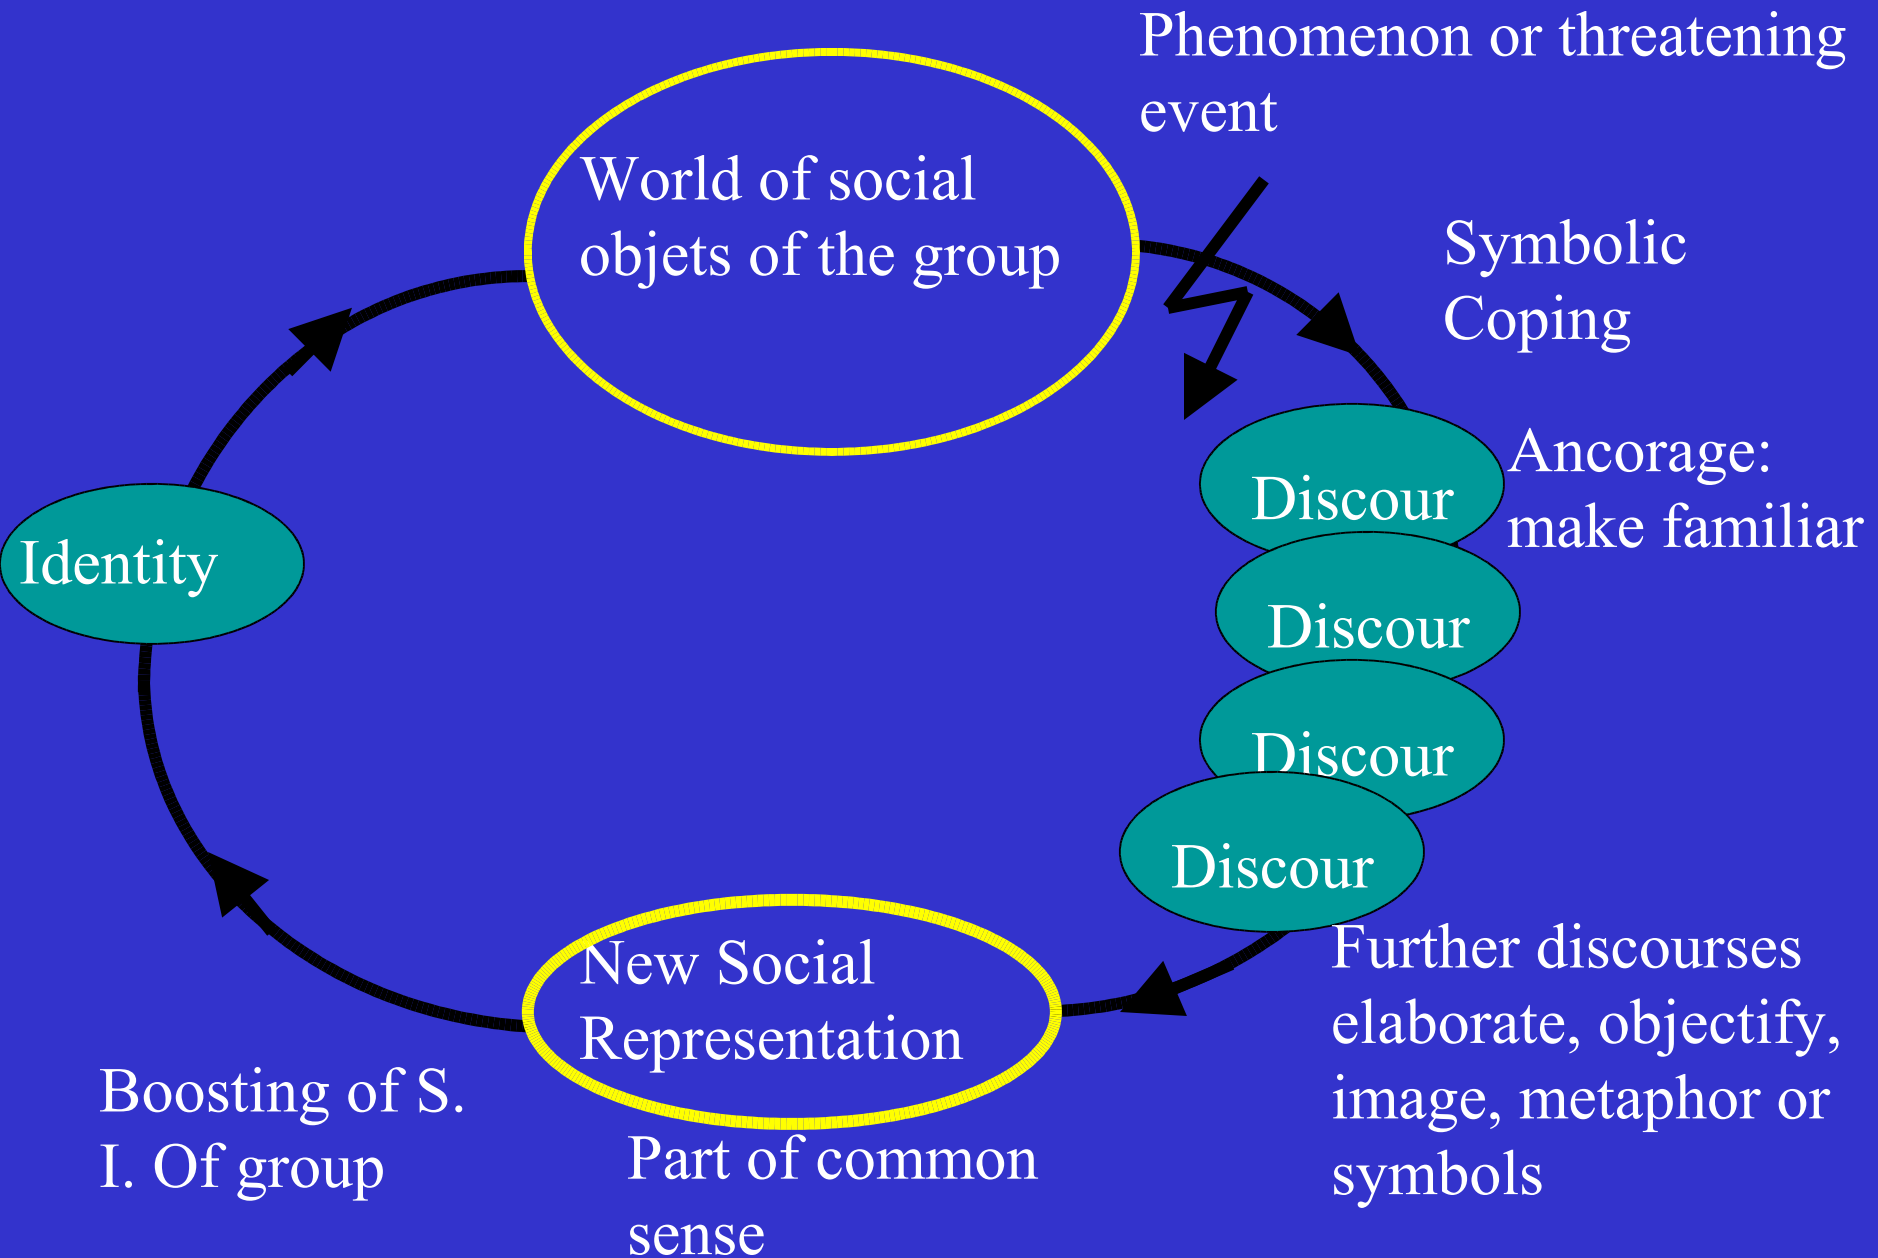 Phenomenon or threatening
event
World of social
objets of the group
Symbolic
Coping
Ancorage:
make familiar
Discour
Discour
Discour
Discour
Identity
Further discourses
elaborate, objectify,
image, metaphor or
symbols
New Social
Representation
Part of common
sense
Boosting of S.
I. Of group